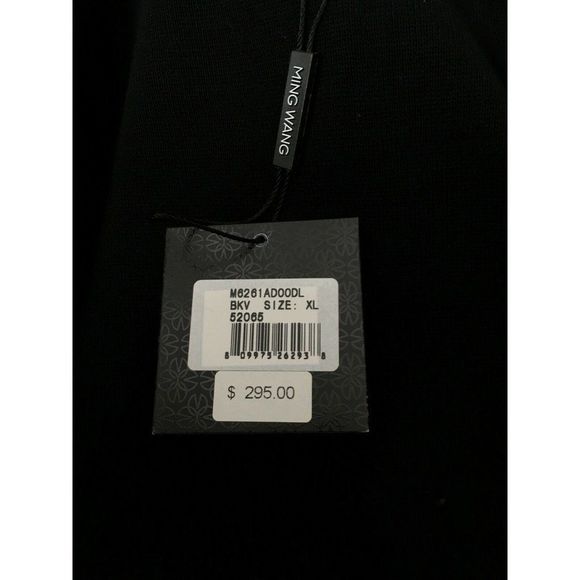 MING WANG
M6261AD00DL
BKV SIZE: XL
52065
8 09975 26293 8
$ 295.00